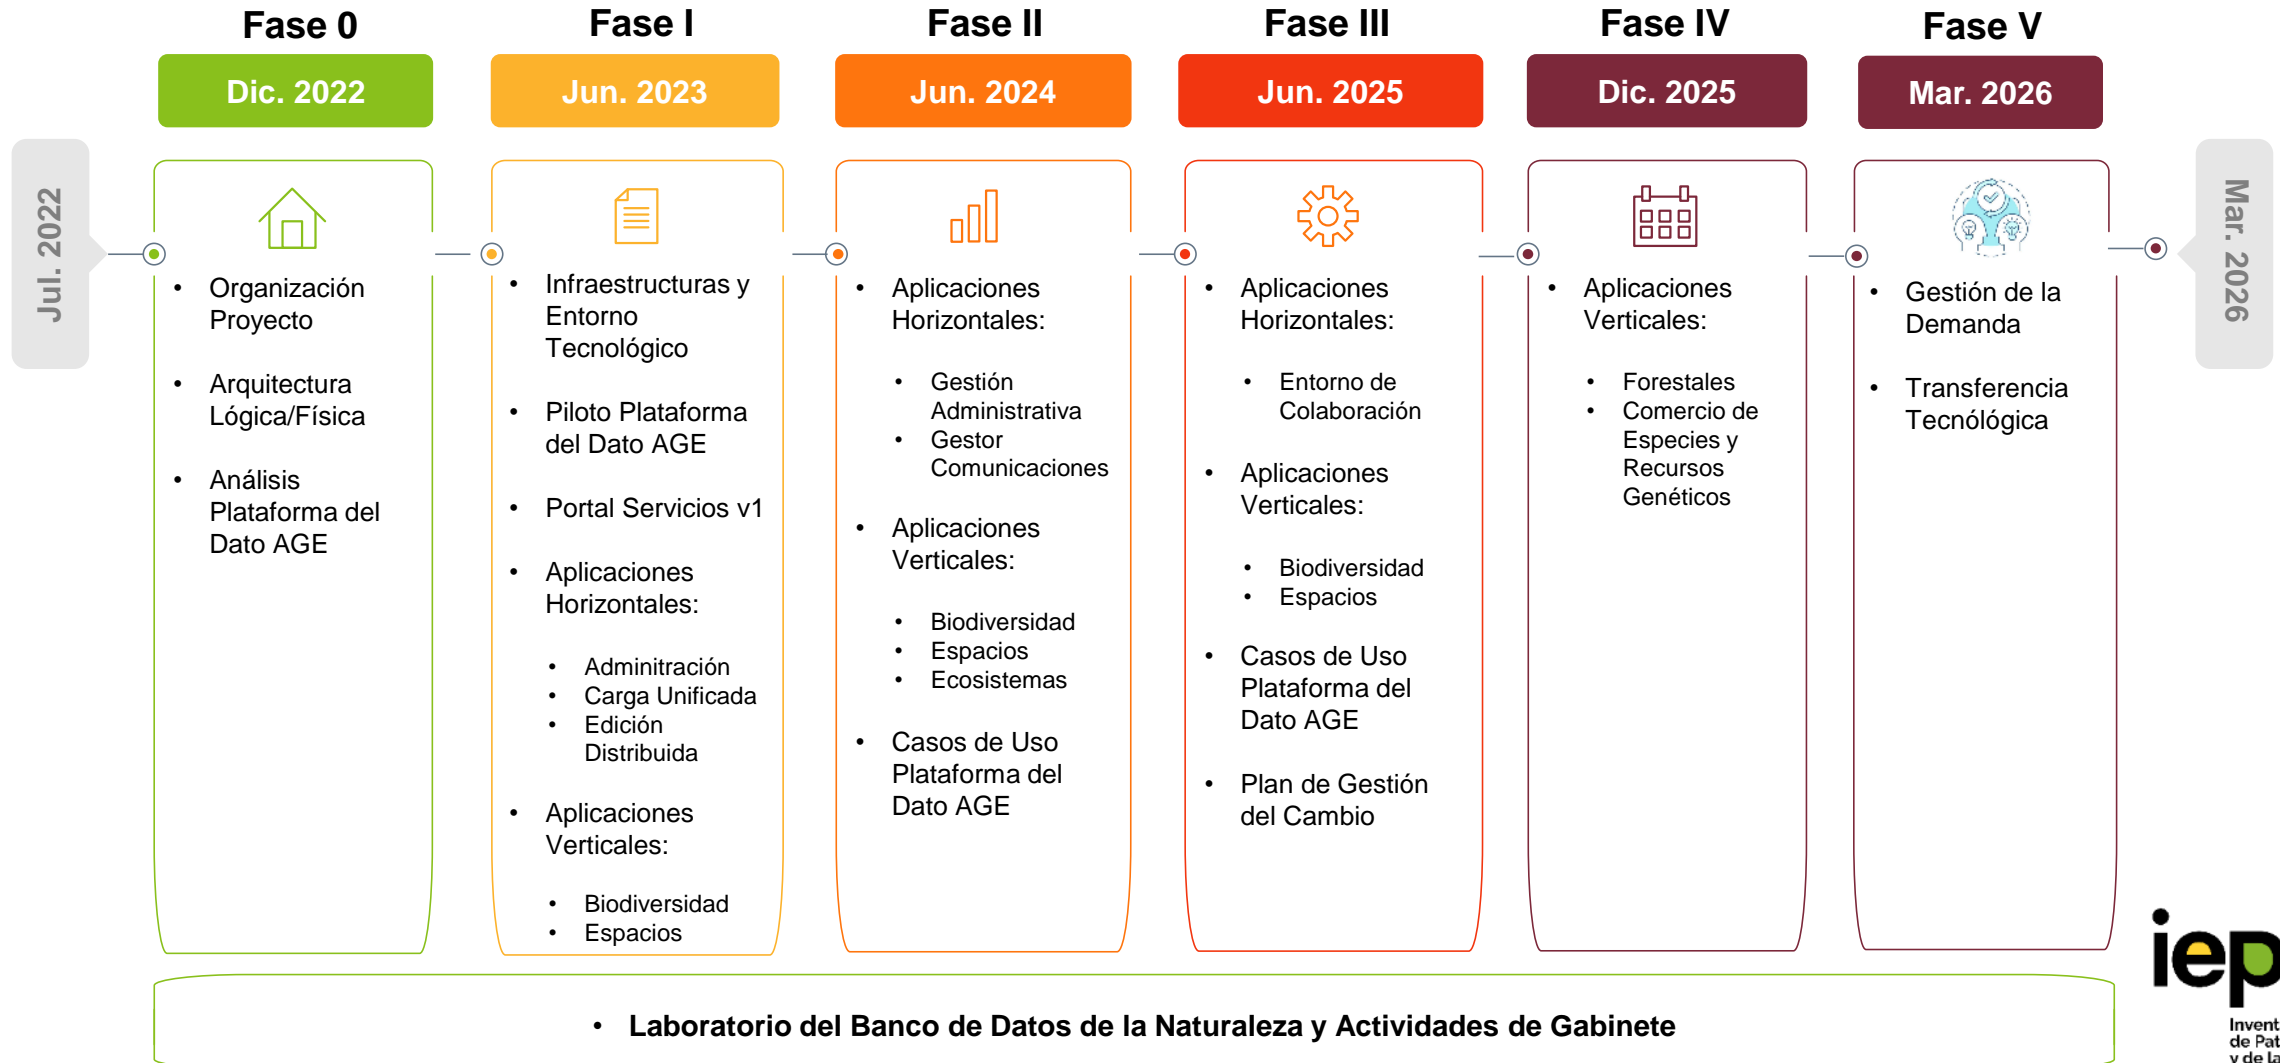 Fase 0
Fase I
Fase II
Fase III
Fase IV
Fase V
Dic. 2022
Jun. 2023
Jun. 2024
Jun. 2025
Dic. 2025
Mar. 2026
Jul. 2022
• Organización
Proyecto
• Arquitectura
Lógica/Física
• Análisis
Plataforma del
Dato AGE
• Infraestructuras y
Entorno
Tecnológico
• Piloto Plataforma
del Dato AGE
• Portal Servicios v1
• Aplicaciones
Horizontales:
• Adminitración
• Carga Unificada
• Edición
Distribuida
• Aplicaciones
Verticales:
• Biodiversidad
• Espacios
• Aplicaciones
Horizontales:
• Gestión
Administrativa
• Gestor
Comunicaciones
• Aplicaciones
Verticales:
• Biodiversidad
• Espacios
• Ecosistemas
• Casos de Uso
Plataforma del
Dato AGE
• Aplicaciones
Horizontales:
• Entorno de
Colaboración
• Aplicaciones
Verticales:
• Biodiversidad
• Espacios
• Casos de Uso
Plataforma del
Dato AGE
• Plan de Gestión
del Cambio
• Aplicaciones
Verticales:
• Forestales
• Comercio de
Especies y
Recursos
Genéticos
• Gestión de la
Demanda
• Transferencia
Tecnólógica
Mar. 2026
• Laboratorio del Banco de Datos de la Naturaleza y Actividades de Gabinete
iep
Invent
de Pat
y de la